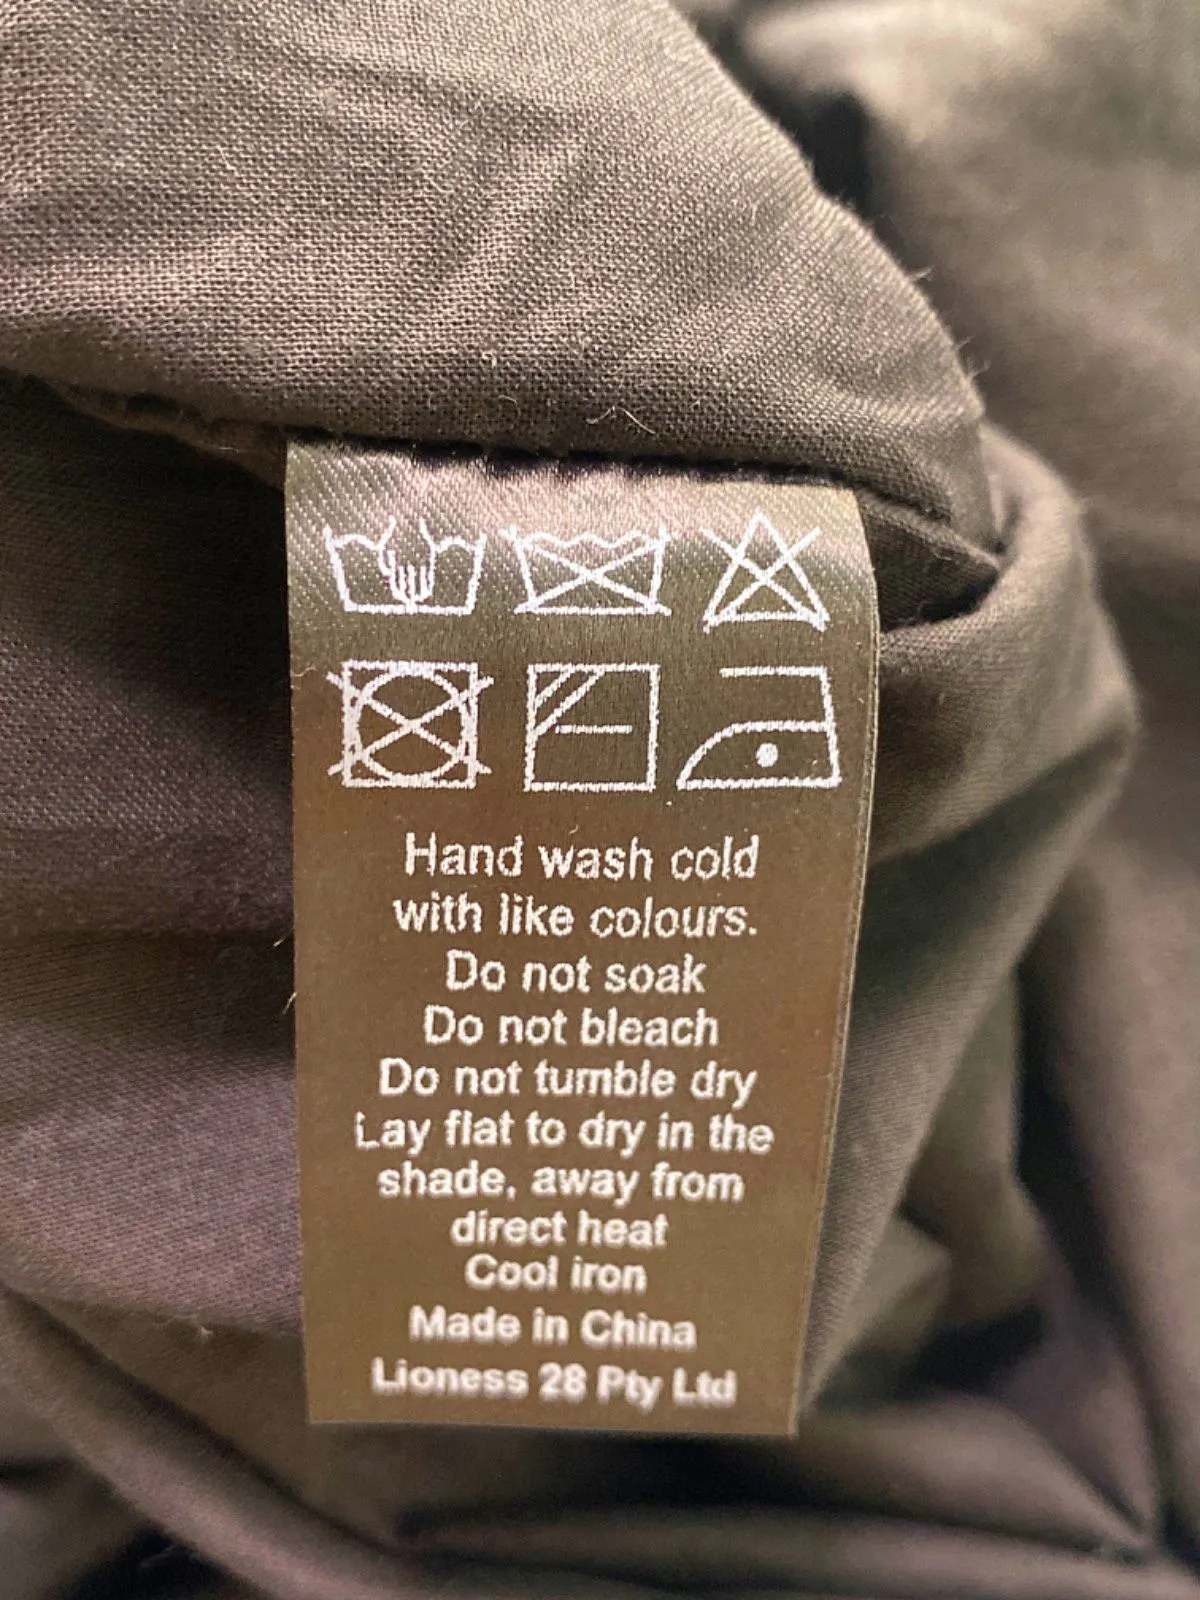 Hand wash cold
with like colours.
Do not soak
Do not bleach
Do not tumble dry
Lay flat to dry in the
shade, away from
direct heat
Cool iron
Made in China
Lioness 28 Pty Ltd